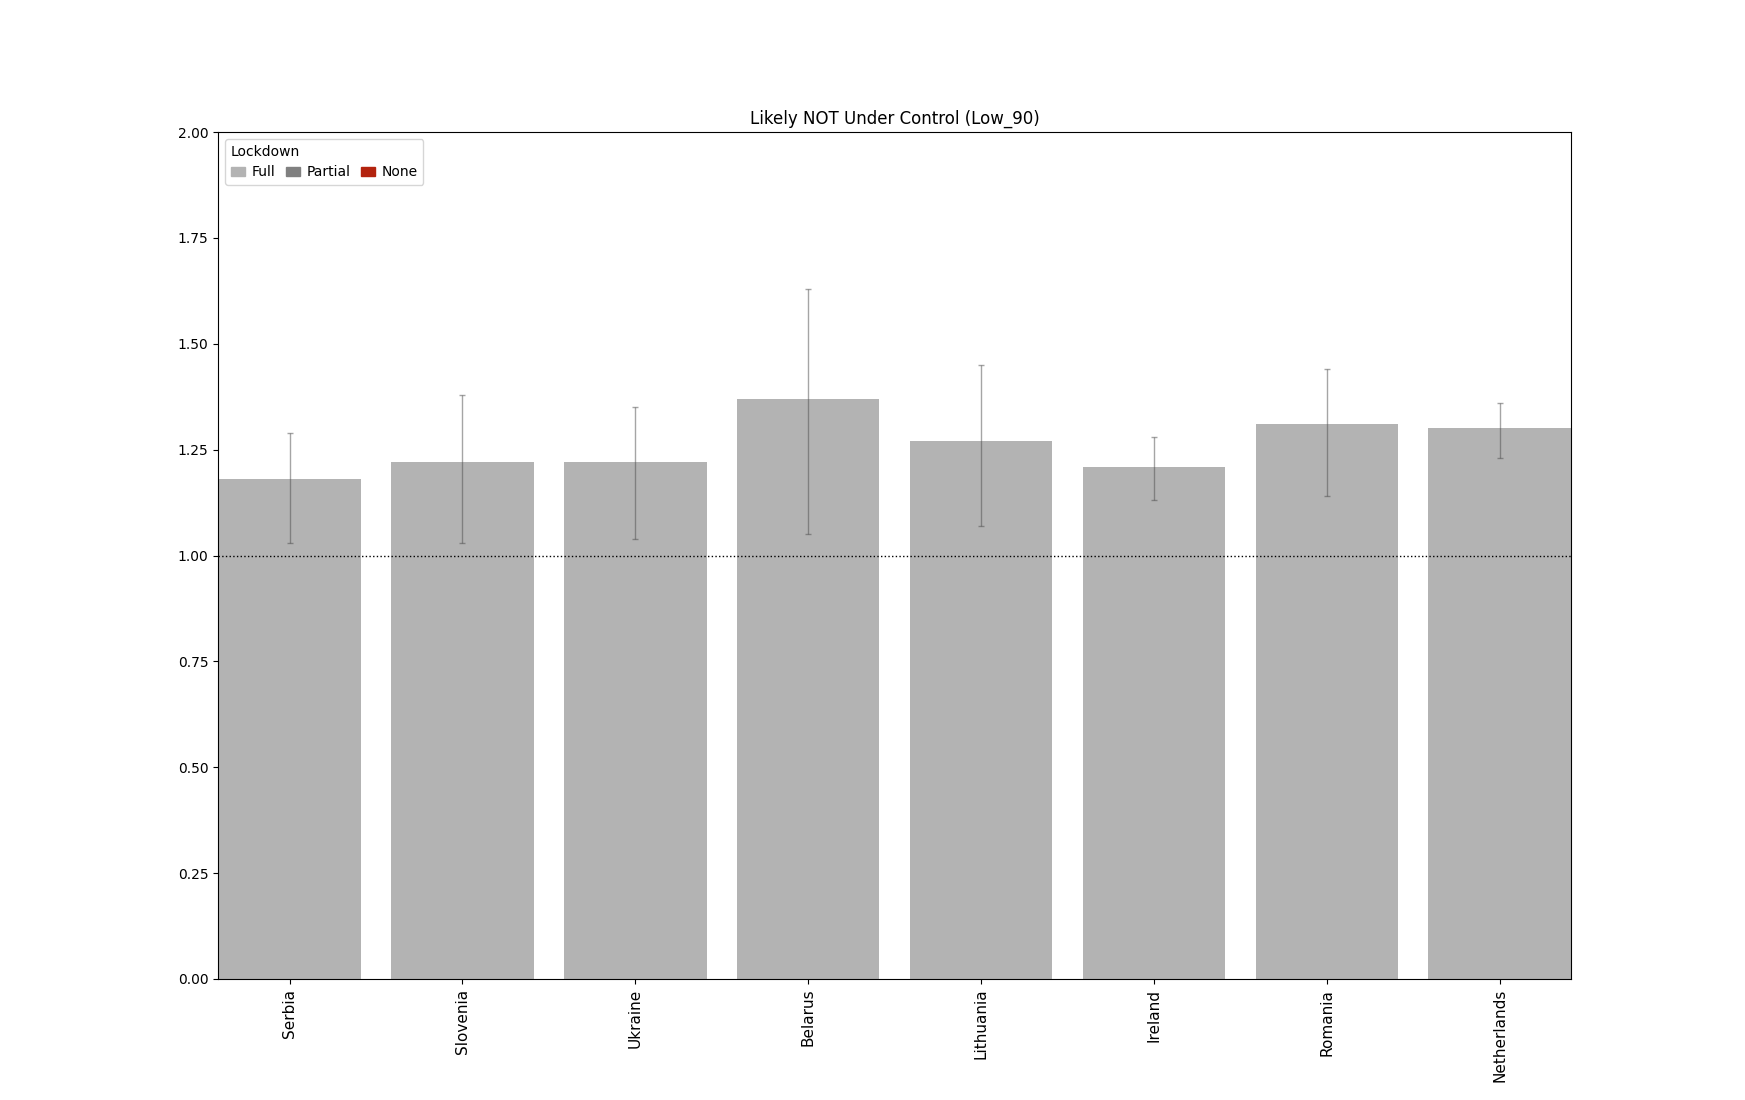 Likely NOT Under Control (Low_90)
Lockdown
Full Partial None
2.00
1.75
1.50
1.25
1.00
0.75
0.50
0.25
0.00
Serbia
Slovenia
Ukraine
Belarus
Lithuania
Ireland
Romania
Netherlands